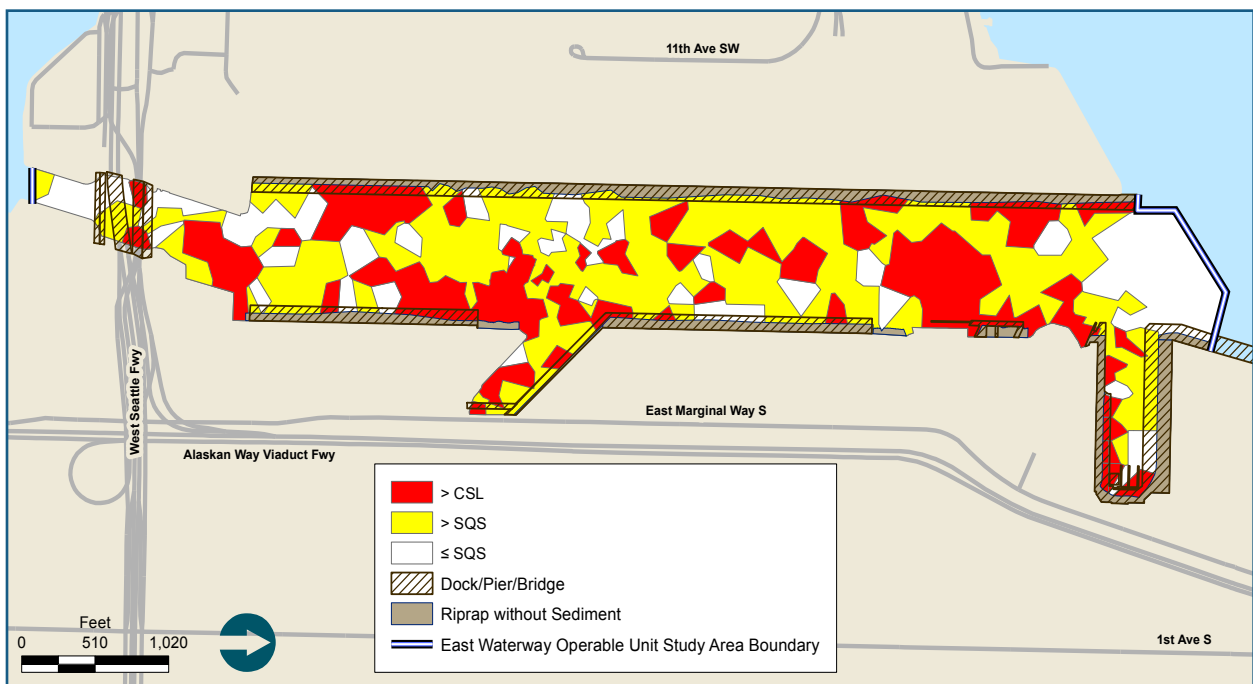 11th Ave SW
West Seattle Fwy
East Marginal Way S
Alaskan Way Viaduct Fwy
> CSL
> SQS
≤ SQS
Dock/Pier/Bridge
Riprap without Sediment
East Waterway Operable Unit Study Area Boundary
Feet
0 510 1,020
1st Ave S